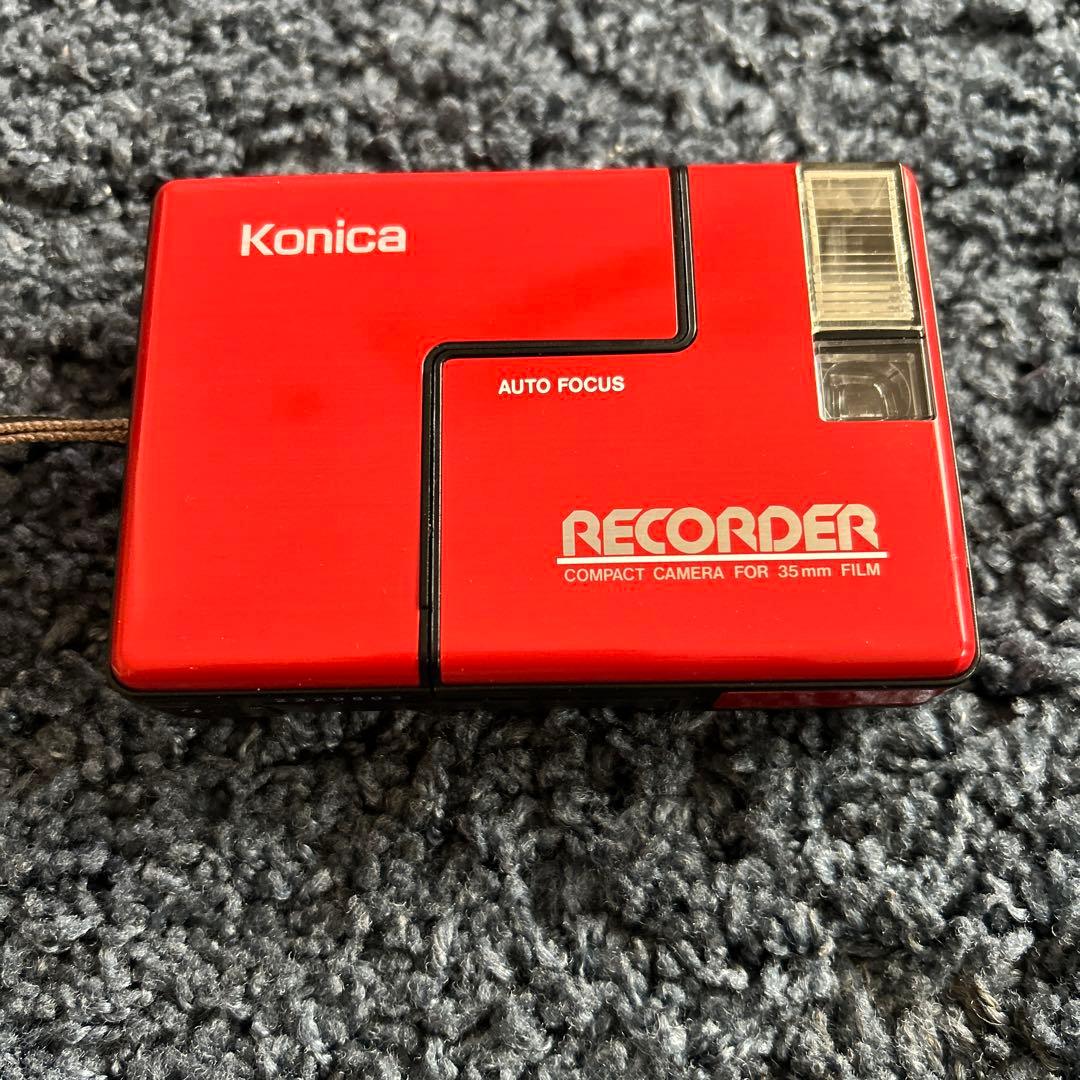 Konica
AUTO FOCUS
RECORDER
COMPACT CAMERA FOR 35mm FILM